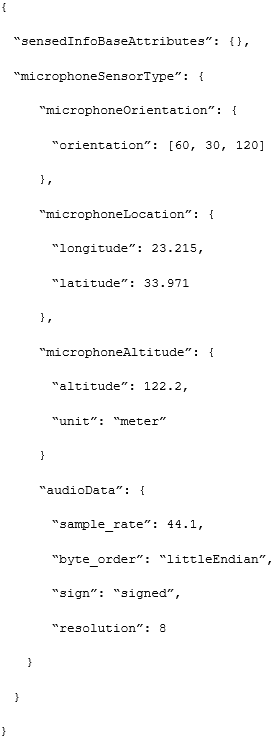 {
  “sensedInfoBaseAttributes”: {},
  “microphoneSensorType”: {
     “microphoneOrientation”: {
       “orientation”: [60, 30, 120]
     },
     “microphoneLocation”: {
       “longitude”: 23.215,
       “latitude”: 33.971
     },
     “microphoneAltitude”: {
       “altitude”: 122.2,
       “unit”: “meter”
     }
     “audioData”: {
       “sample_rate”: 44.1,
       “byte_order”: “littleEndian”,
       “sign”: “signed”,
       “resolution”: 8
    }
  }
}